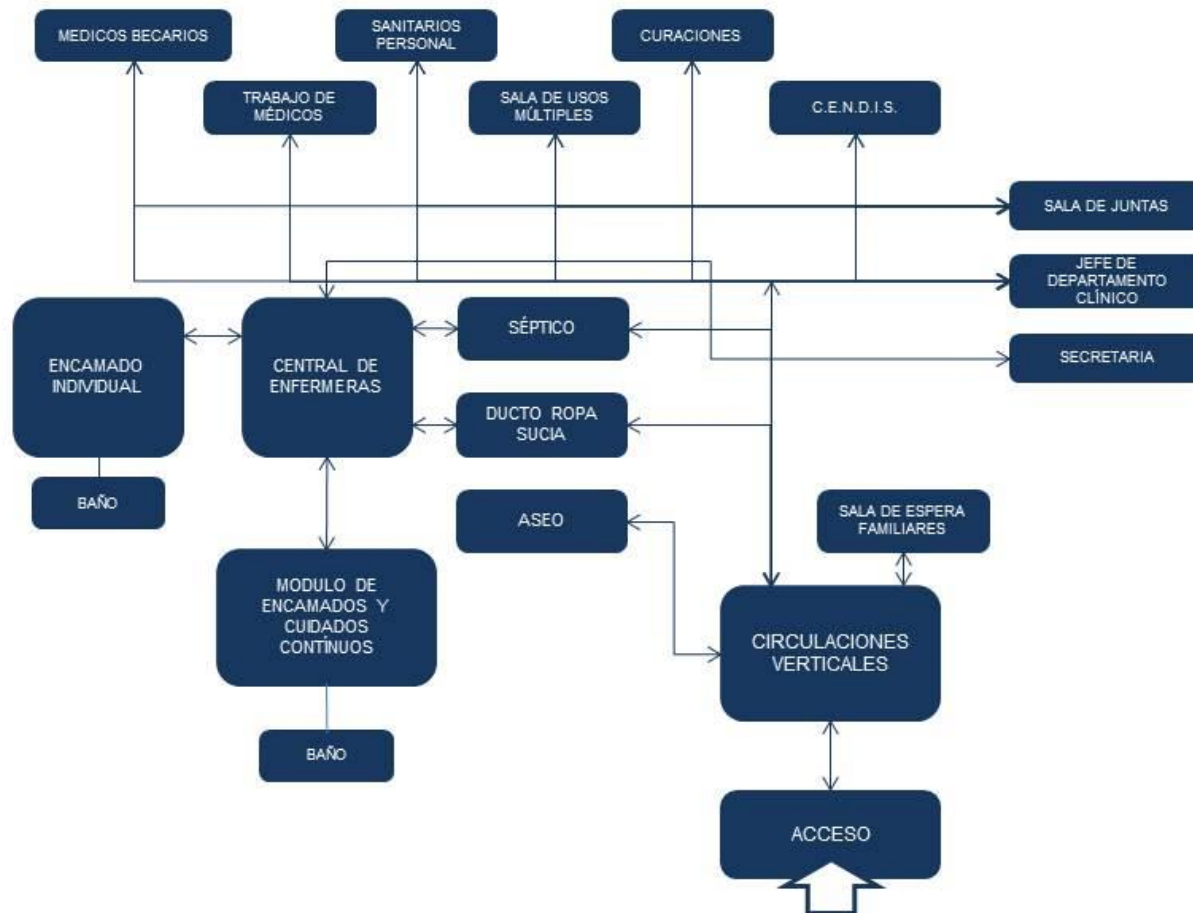 MEDICOS BECARIOS
SANITARIOS
PERSONAL
CURACIONES
TRABAJO DE
MÉDICOS
SALA DE USOS
MÚLTIPLES
C.E.N.D.I.S.
SALA DE JUNTAS
JEFE DE
DEPARTAMENTO
CLÍNICO
SECRETARIA
ENCAMADO
INDIVIDUAL
CENTRAL DE
ENFERMERAS
SÉPTICO
DUCTO ROPA
SUCIA
BAÑO
ASEO
SALA DE ESPERA
FAMILIARES
MODULO DE
ENCAMADOS Y
CUIDADOS
CONTÍNUOS
CIRCULACIONES
VERTICALES
BAÑO
ACCESO